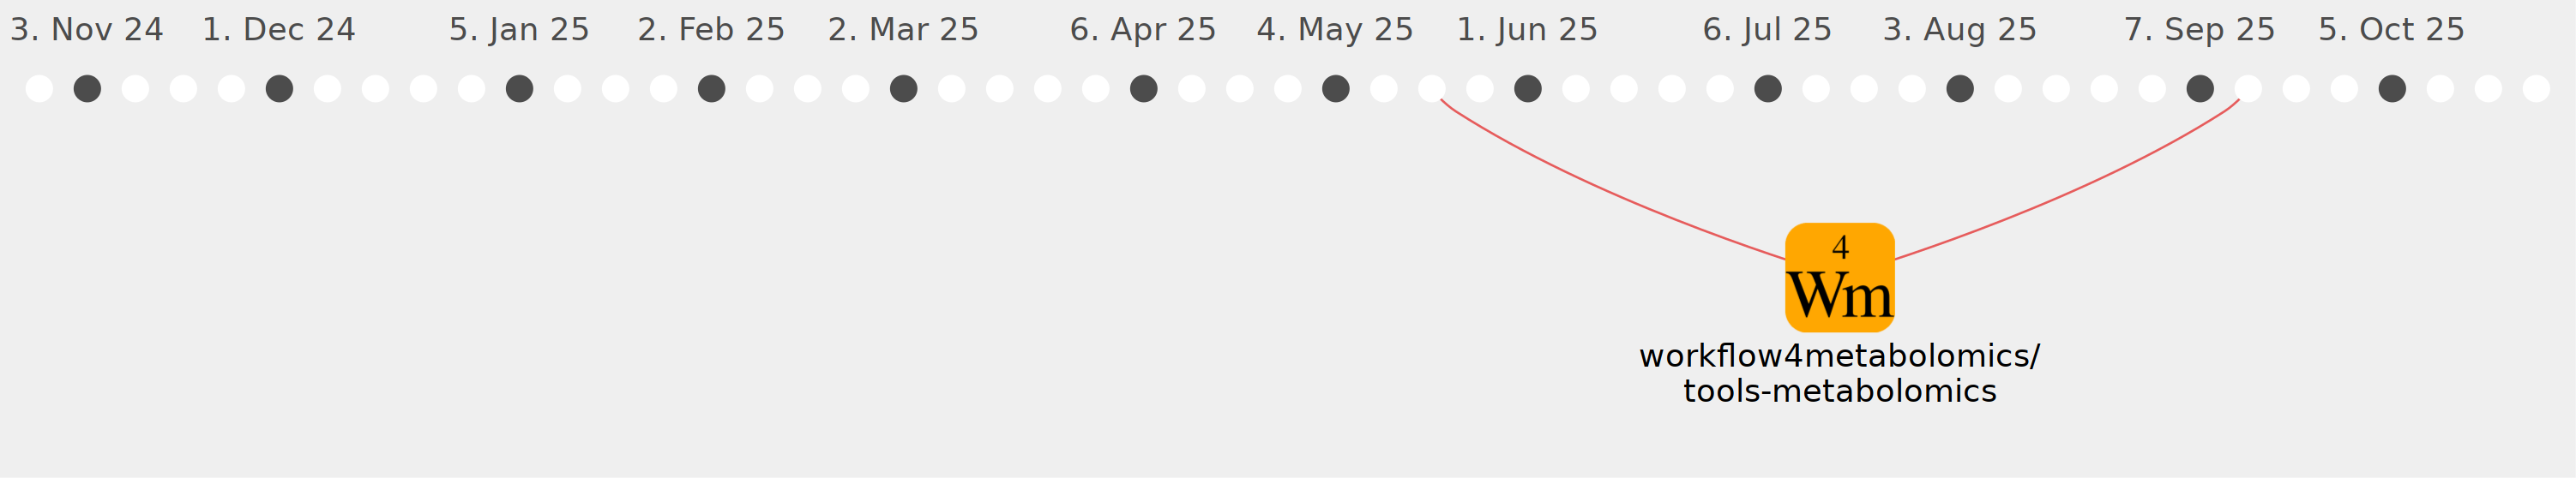 3. Nov 24 1. Dec 24 5. Jan 25 2. Feb 25 2. Mar 25 6. Apr 25 4. May 25 1. Jun 25 6. Jul 25 3. Aug 25 7. Sep 25 5. Oct 25
4
Wm
workflow4metabolomics/
tools-metabolomics